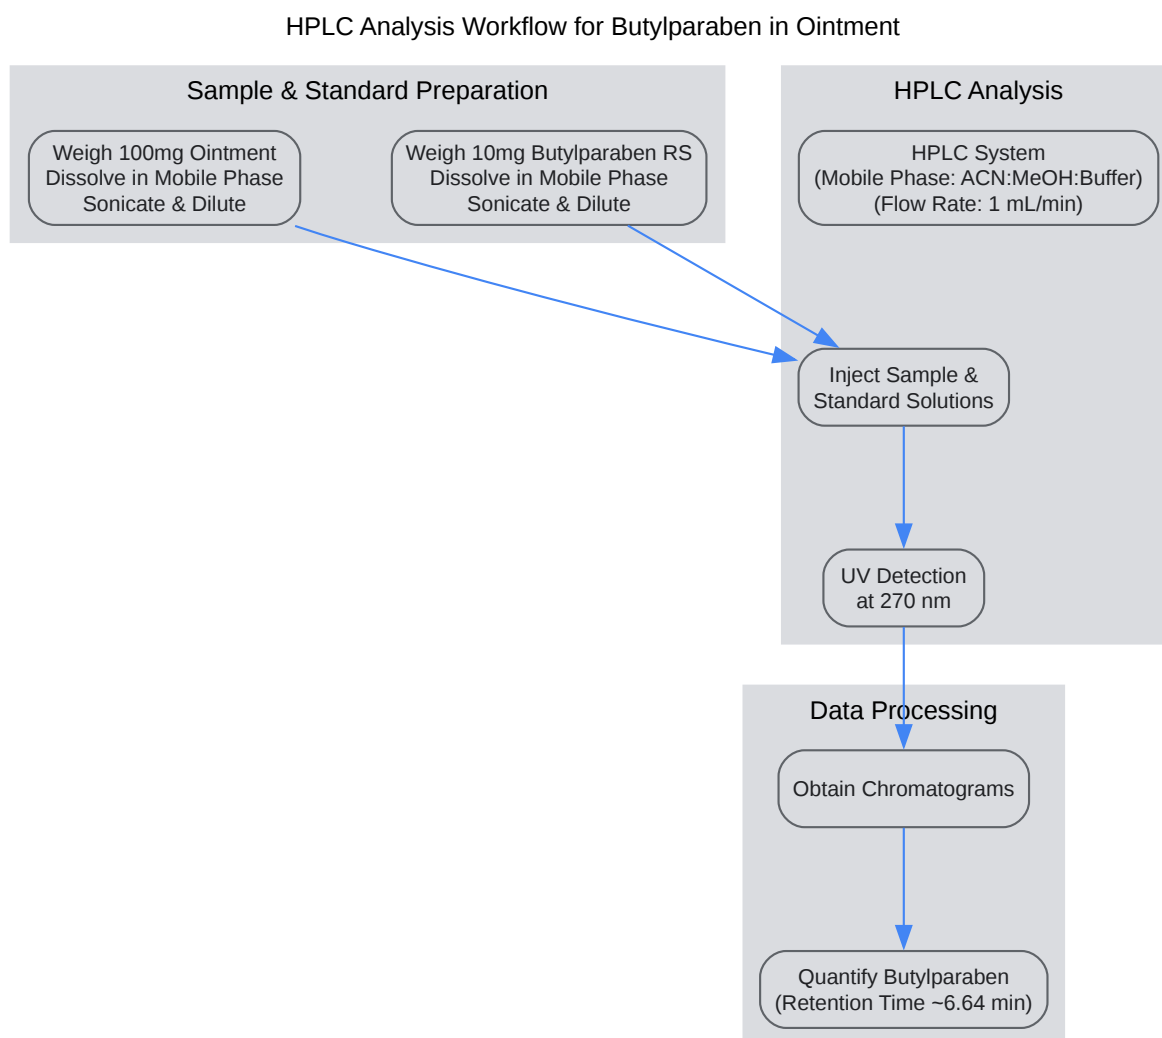 HPLC Analysis Workflow for Butylparaben in Ointment
Sample & Standard Preparation
Weigh 100mg Ointment
Dissolve in Mobile Phase
Sonicate & Dilute
Weigh 10mg Butylparaben RS
Dissolve in Mobile Phase
Sonicate & Dilute
HPLC Analysis
HPLC System
(Mobile Phase: ACN:MeOH:Buffer)
(Flow Rate: 1 mL/min)
Inject Sample &
Standard Solutions
UV Detection
at 270 nm
Data Processing
Obtain Chromatograms
Quantify Butylparaben
(Retention Time ~6.64 min)